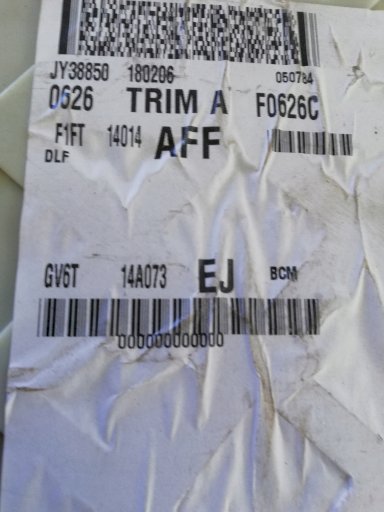 JY38850 180206 050784
0626 TRIM A F0626C
F1FT 14014 AFF
DLF
GV6T 14A073 EJ BCM
000000000000